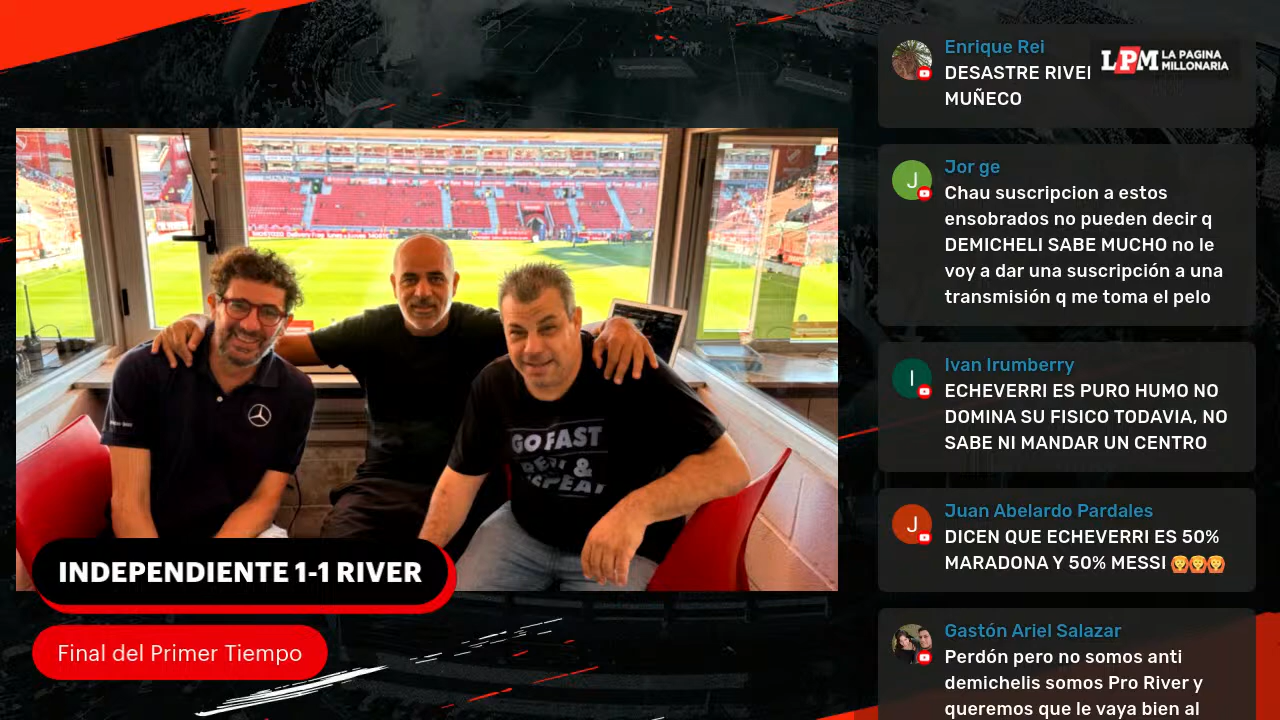 GO FAST
INDEPENDIENTE 1-1 RIVER
Final del Primer Tiempo
LPM LA PAGINA
MILLONARIA
Enrique Rei
DESASTRE
MUÑECO
Jor ge
Chau suscripcion a estos
ensobrados no pueden decir q
DEMICHELI SABE MUCHO no le
voy a dar una suscripción a una
transmisión q me toma el pelo
Ivan Irumberry
ECHEVERRI ES PURO HUMO NO
DOMINA SU FISICO TODAVIA, NO
SABE NI MANDAR UN CENTRO
Juan Abelardo Pardales
DICEN QUE ECHEVERRI ES 50%
MARADONA Y 50% MESSI
Gastón Ariel Salazar
Perdón pero no somos anti
demichelis somos Pro River y
queremos que le vaya bien al